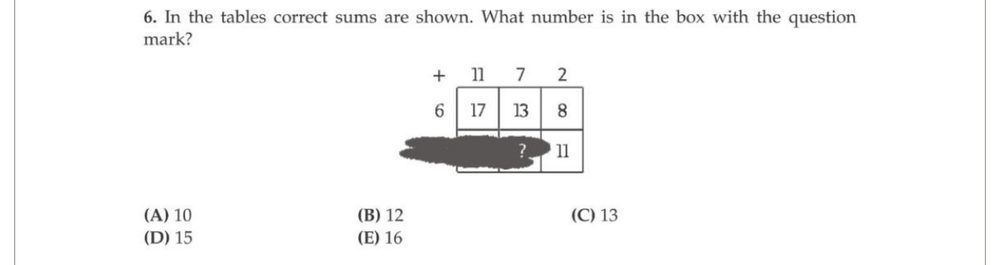 6. In the tables correct sums are shown. What number is in the box with the question
mark?
+ 11 7 2
6 17 13 8
? 11
(A) 10 (B) 12 (C) 13
(D) 15 (E) 16